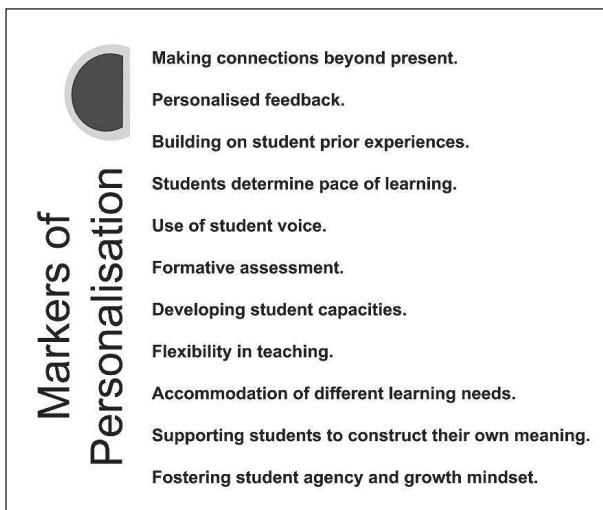 Markers of
Personalisation
Making connections beyond present.
Personalised feedback.
Building on student prior experiences.
Students determine pace of learning.
Use of student voice.
Formative assessment.
Developing student capacities.
Flexibility in teaching.
Accommodation of different learning needs.
Supporting students to construct their own meaning.
Fostering student agency and growth mindset.